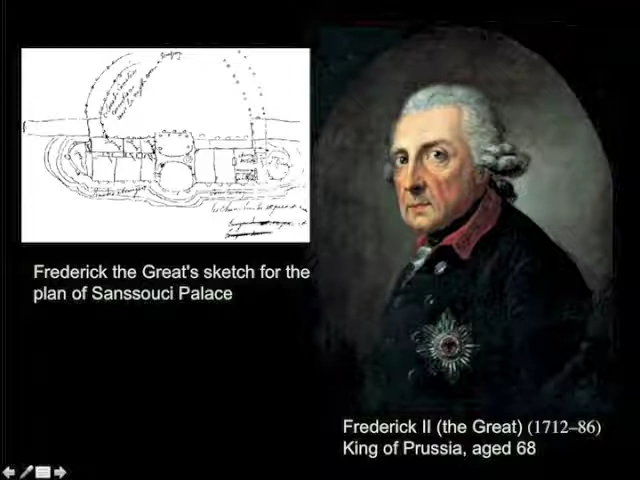 Frederick the Great's sketch for the
plan of Sanssouci Palace
Frederick II (the Great) (1712–86)
King of Prussia, aged 68